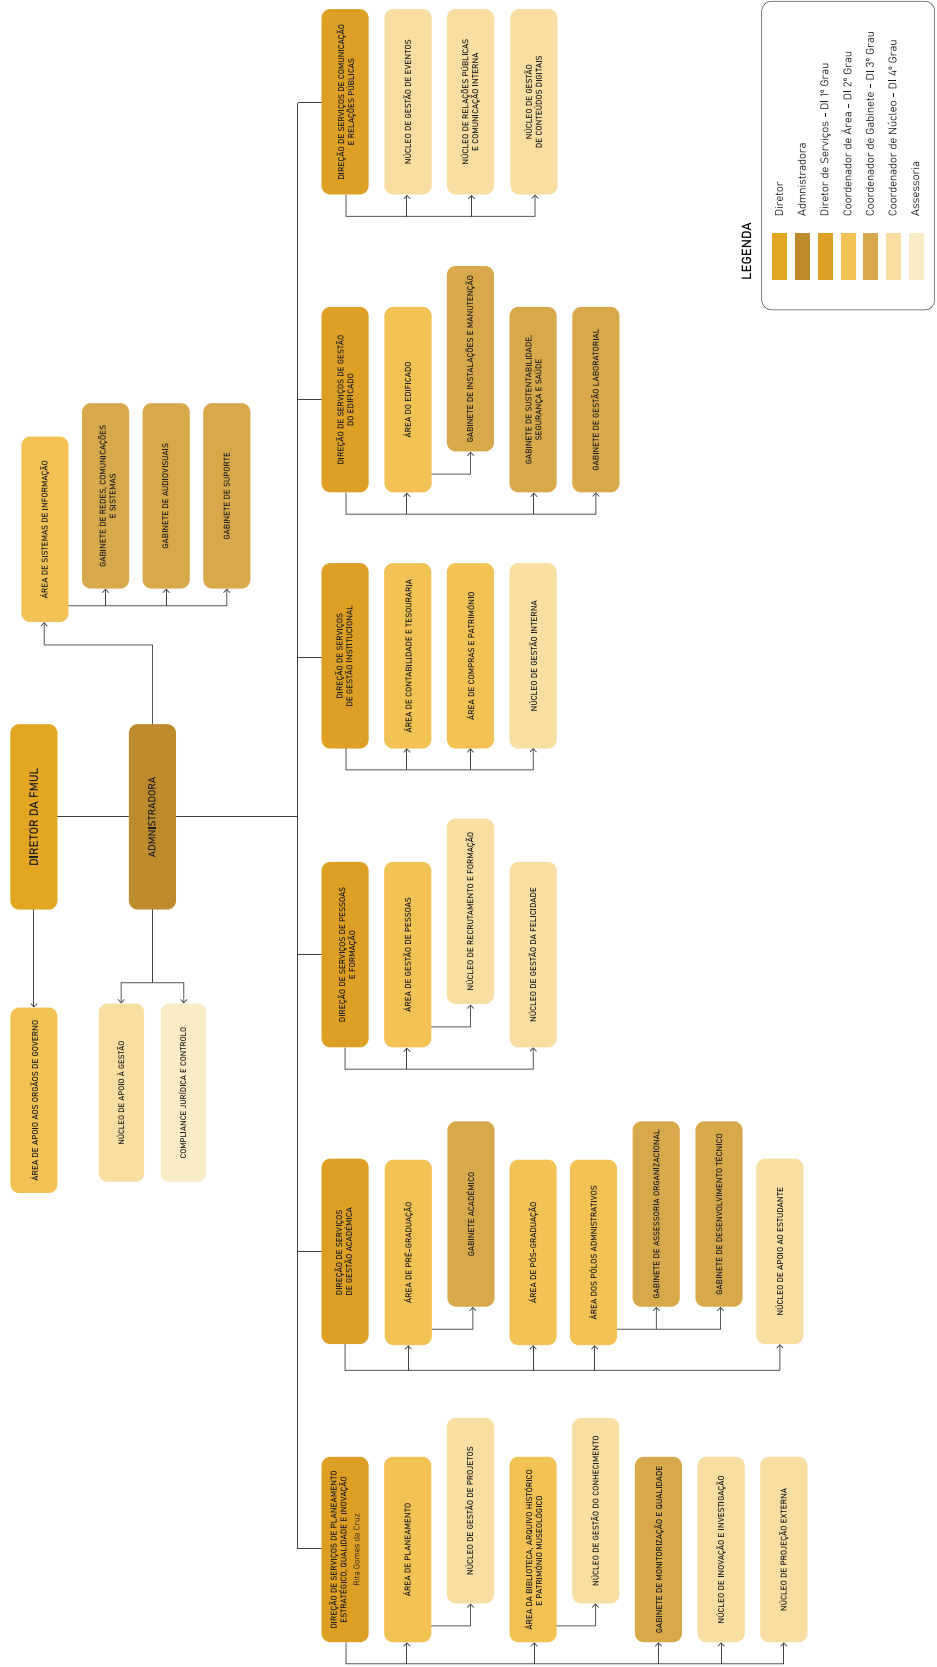 DIRETOR DA FMUL
ÁREA DE APOIO AOS ORGÃOS DE GOVERNO
ADMNISTRADORA
NÚCLEO DE APOIO À GESTÃO
COMPLIANCE JURÍDICA E CONTROLO
ÁREA DE SISTEMAS DE INFORMAÇÃO
GABINETE DE REDES, COMUNICAÇÕES
E SISTEMAS
GABINETE DE AUDIOVISUAIS
GABINETE DE SUPORTE
DIREÇÃO DE SERVIÇOS DE PLANEAMENTO
ESTRATÉGICO, QUALIDADE E INOVAÇÃO
Rita Gomes da Cruz
ÁREA DE PLANEAMENTO
NÚCLEO DE GESTÃO DE PROJETOS
ÁREA DA BIBLIOTECA, ARQUIVO HISTÓRICO
E PATRIMÓNIO MUSEOLÓGICO
NÚCLEO DE GESTÃO DO CONHECIMENTO
GABINETE DE MONITORIZAÇÃO E QUALIDADE
NÚCLEO DE INOVAÇÃO E INVESTIGAÇÃO
NÚCLEO DE PROJEÇÃO EXTERNA
DIREÇÃO DE SERVIÇOS
DE GESTÃO ACADÉMICA
ÁREA DE PRÉ-GRADUAÇÃO
GABINETE ACADÉMICO
ÁREA DE PÓS-GRADUAÇÃO
ÁREA DOS PÓLOS ADMNISTRATIVOS
GABINETE DE ASSESSORIA ORGANIZACIONAL
GABINETE DE DESENVOLVIMENTO TÉCNICO
NÚCLEO DE APOIO AO ESTUDANTE
DIREÇÃO DE SERVIÇOS DE PESSOAS
E FORMAÇÃO
ÁREA DE GESTÃO DE PESSOAS
NÚCLEO DE RECRUTAMENTO E FORMAÇÃO
NÚCLEO DE GESTÃO DA FELICIDADE
DIREÇÃO DE SERVIÇOS
DE GESTÃO INSTITUCIONAL
ÁREA DE CONTABILIDADE E TESOURARIA
ÁREA DE COMPRAS E PATRIMÓNIO
NÚCLEO DE GESTÃO INTERNA
DIREÇÃO DE SERVIÇOS DE GESTÃO
DO EDIFICADO
ÁREA DO EDIFICADO
GABINETE DE INSTALAÇÕES E MANUTENÇÃO
GABINETE DE SUSTENTABILIDADE,
SEGURANÇA E SAÚDE
GABINETE DE GESTÃO LABORATORIAL
DIREÇÃO DE SERVIÇOS DE COMUNICAÇÃO
E RELAÇÕES PÚBLICAS
NÚCLEO DE GESTÃO DE EVENTOS
NÚCLEO DE RELAÇÕES PÚBLICAS
E COMUNICAÇÃO INTERNA
NÚCLEO DE GESTÃO
DE CONTEÚDOS DIGITAIS
LEGENDA
Diretor
Admnistradora
Diretor de Serviços – DI 1º Grau
Coordenador de Área – DI 2º Grau
Coordenador de Gabinete – DI 3º Grau
Coordenador de Núcleo – DI 4º Grau
Assessoria